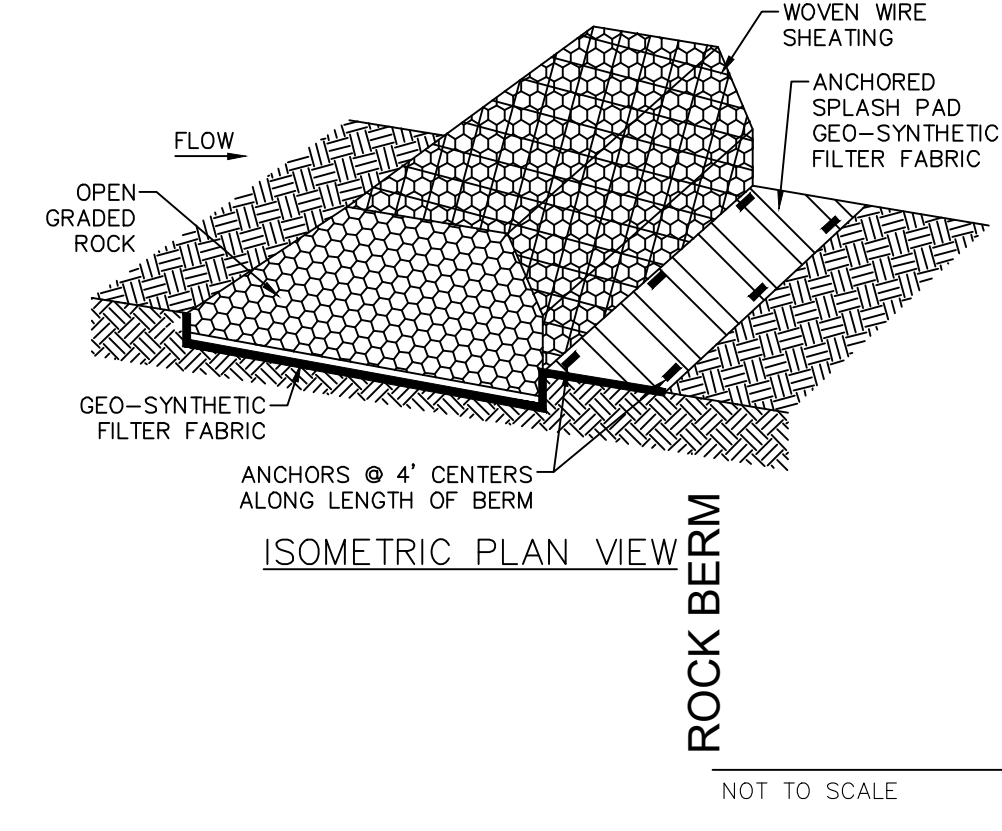 WOVEN WIRE
SHEATING
ANCHORED
SPLASH PAD
GEO-SYNTHETIC
FILTER FABRIC
FLOW
OPEN
GRADED
ROCK
GEO-SYNTHETIC
FILTER FABRIC
ANCHORS @ 4' CENTERS
ALONG LENGTH OF BERM
ISOMETRIC PLAN VIEW
ROCK BERM
NOT TO SCALE